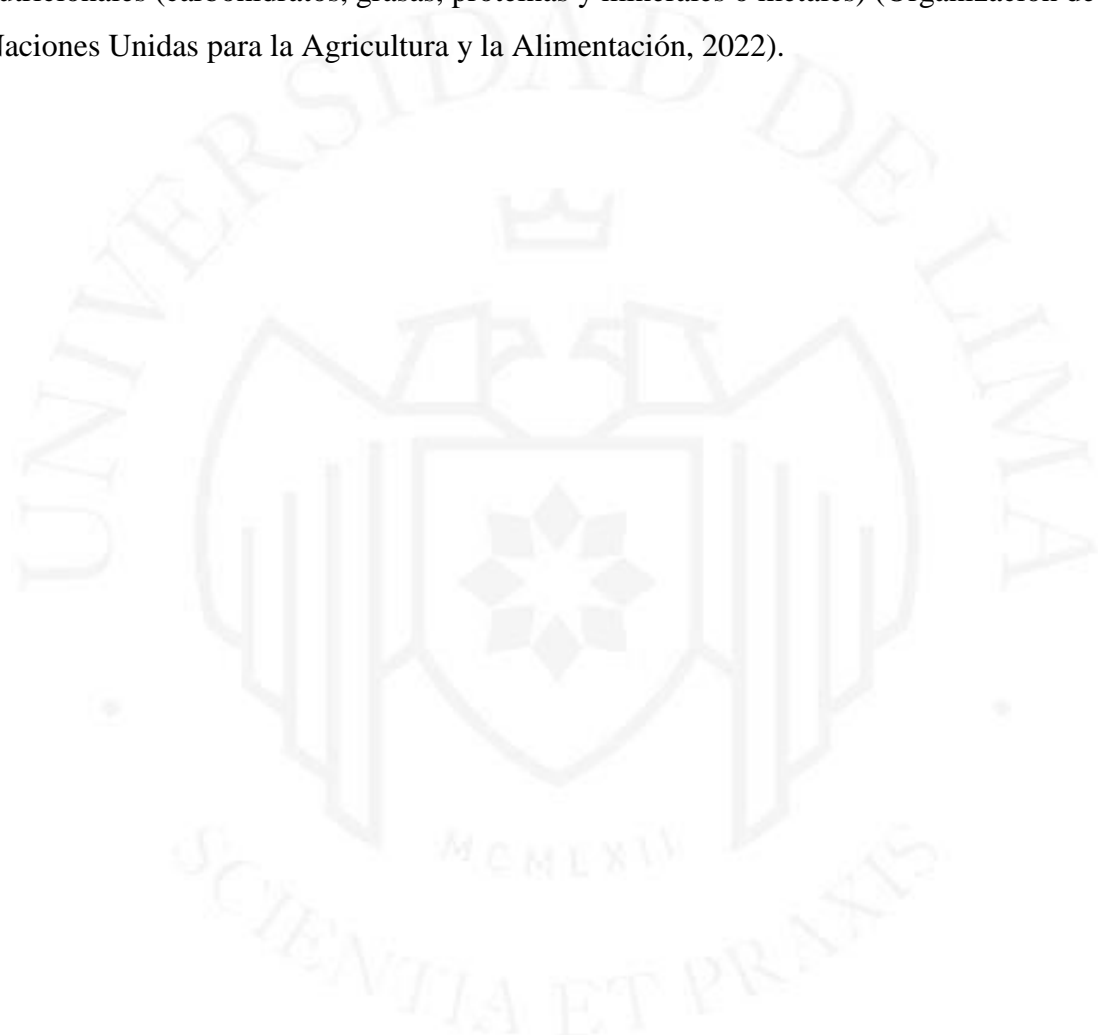 utricionales (carbohidratos, grasas, proteínas y minerales o metales) (Organización de
Naciones Unidas para la Agricultura y la Alimentación, 2022).
UNIVERSIDAD DE LIMA
MCMLXII
SCIENTIA ET PRAXIS